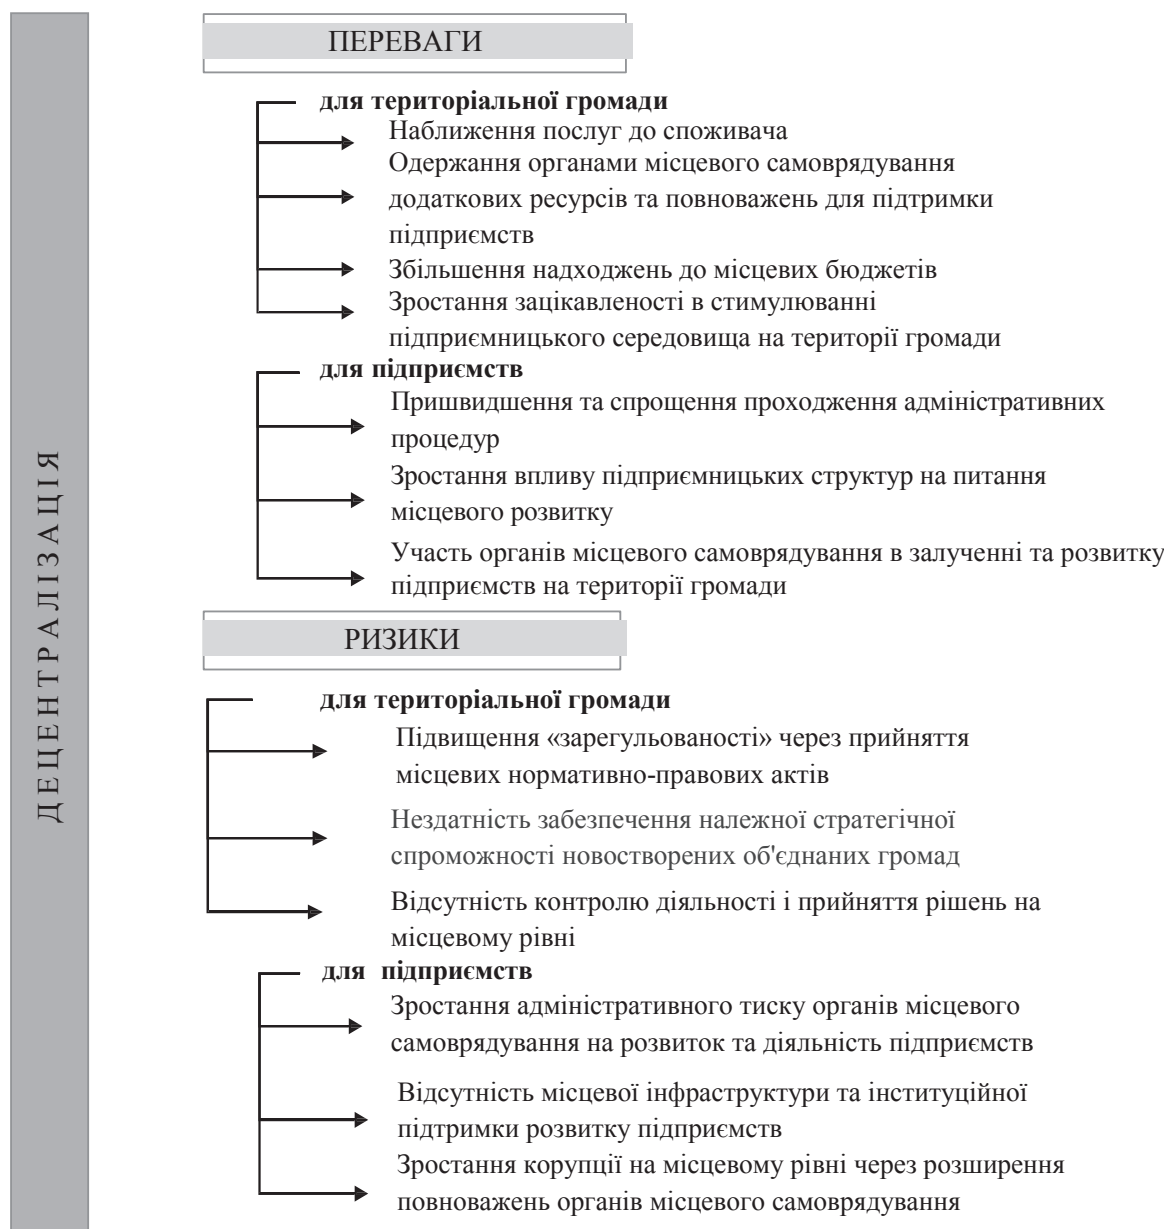 ДЕЦЕНТРАЛІЗАЦІЯ
ПЕРЕВАГИ
для територіальної громади
Наближення послуг до споживача
Одержання органами місцевого самоврядування
додаткових ресурсів та повноважень для підтримки
підприємств
Збільшення надходжень до місцевих бюджетів
Зростання зацікавленості в стимулюванні
підприємницького середовища на території громади
для підприємств
Пришвидшення та спрощення проходження адміністративних
процедур
Зростання впливу підприємницьких структур на питання
місцевого розвитку
Участь органів місцевого самоврядування в залученні та розвитку
підприємств на території громади
РИЗИКИ
для територіальної громади
Підвищення «зарегульованості» через прийняття
місцевих нормативно-правових актів
Нездатність забезпечення належної стратегічної
спроможності новостворених об'єднаних громад
Відсутність контролю діяльності і прийняття рішень на
місцевому рівні
для підприємств
Зростання адміністративного тиску органів місцевого
самоврядування на розвиток та діяльність підприємств
Відсутність місцевої інфраструктури та інституційної
підтримки розвитку підприємств
Зростання корупції на місцевому рівні через розширення
повноважень органів місцевого самоврядування